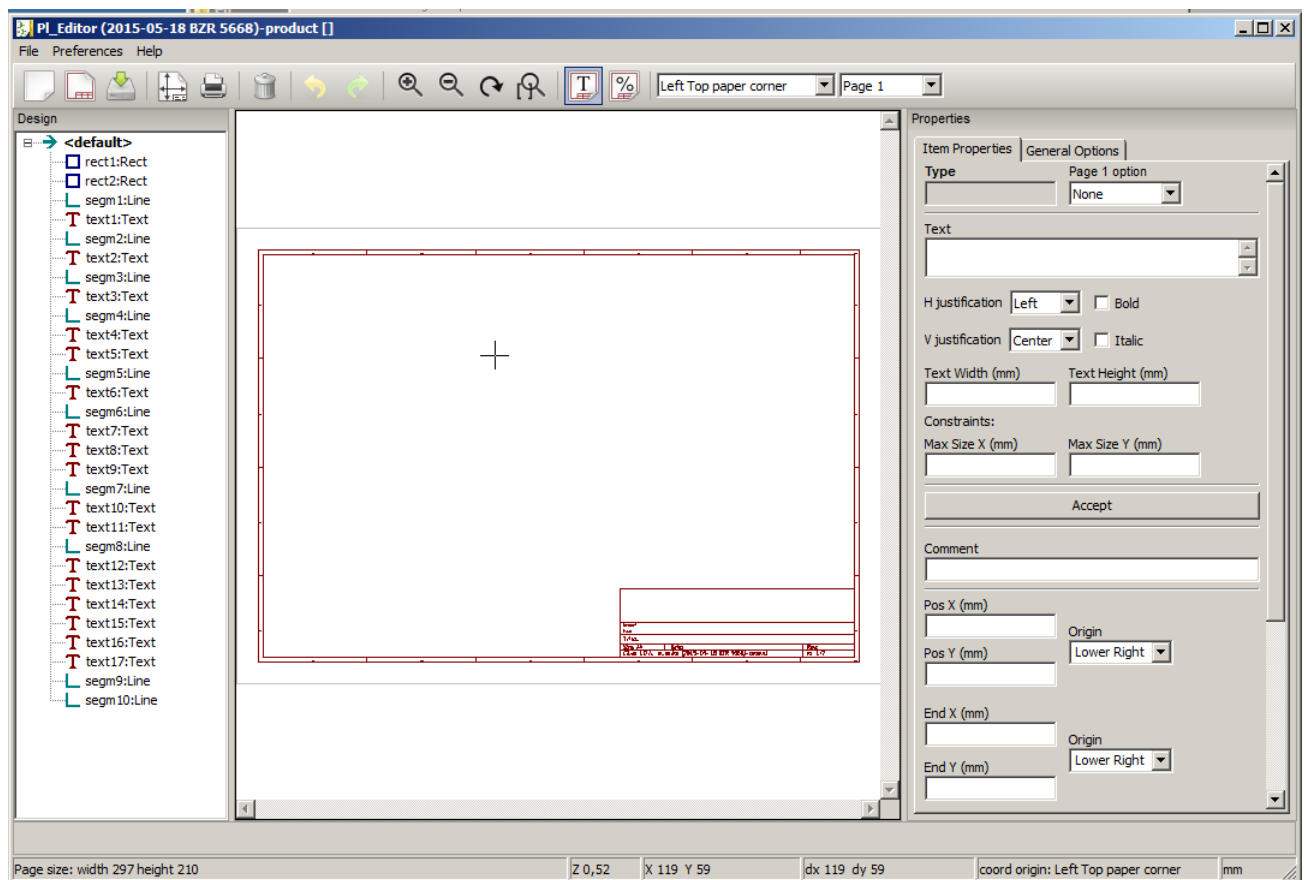 Pl_Editor (2015-05-18 BZR 5668)-product []
File Preferences Help
T % Left Top paper corner Page 1
Design
<default>
rect1:Rect
rect2:Rect
segm1:Line
T text1:Text
segm2:Line
T text2:Text
segm3:Line
T text3:Text
segm4:Line
T text4:Text
T text5:Text
segm5:Line
T text6:Text
segm6:Line
T text7:Text
T text8:Text
T text9:Text
segm7:Line
T text10:Text
T text11:Text
segm8:Line
T text12:Text
T text13:Text
T text14:Text
T text15:Text
T text16:Text
T text17:Text
segm9:Line
segm10:Line
Properties
Item Properties General Options
Type Page 1 option
None
Text
H justification Left Bold
V justification Center Italic
Text Width (mm) Text Height (mm)
Constraints:
Max Size X (mm) Max Size Y (mm)
Accept
Comment
Pos X (mm)
Origin
Pos Y (mm) Lower Right
End X (mm)
Origin
End Y (mm) Lower Right
Page size: width 297 height 210 Z 0,52 X 119 Y 59 dx 119 dy 59 coord origin: Left Top paper corner mm